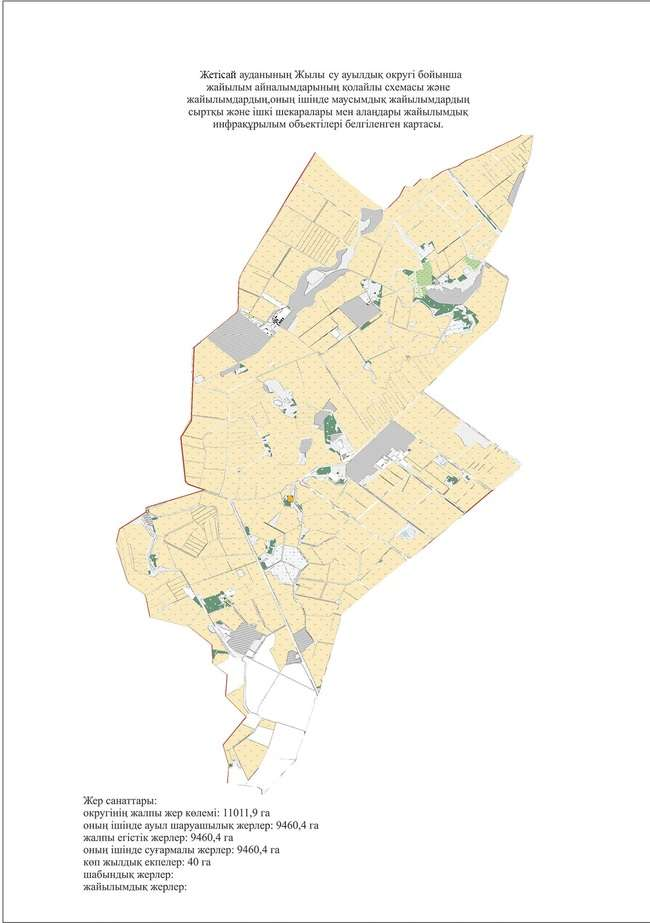 Жетісай ауданының Жылы су ауылдық округі бойынша
жайылым айналымдарының қолайлы схемасы және
жайылымдардың,оның ішінде маусымдық жайылымдардың
сыртқы және ішкі шекаралары мен алаңдары жайылымдық
инфрақұрылым объектілері белгіленген картасы.
Жер санаттары:
округінің жалпы жер көлемі: 11011,9 га
оның ішінде ауыл шаруашылық жерлер: 9460,4 га
жалпы егістік жерлер: 9460,4 га
оның ішінде суғармалы жерлер: 9460,4 га
көп жылдық екпелер: 40 га
шабындық жерлер:
жайылымдық жерлер: